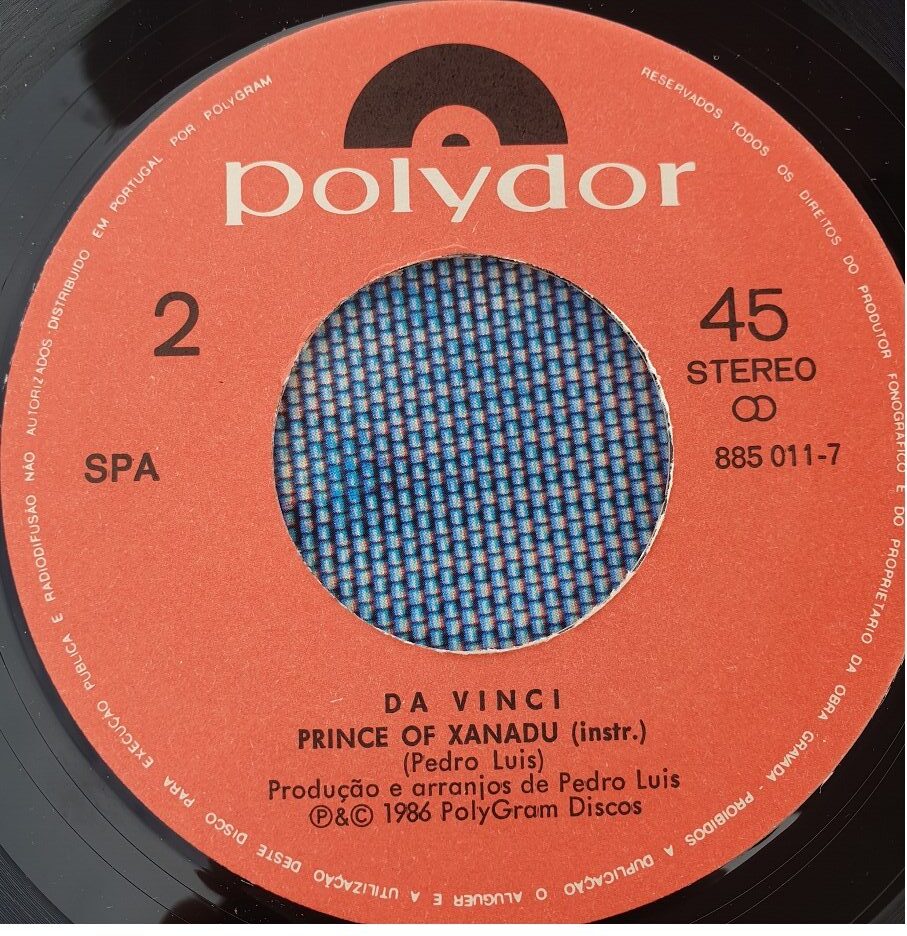 polydor
2
45
STEREO
SPA
885 011-7
DA VINCI
PRINCE OF XANADU (instr.)
(Pedro Luis)
Produção e arranjos de Pedro Luis
℗&© 1986 PolyGram Discos
RESERVADOS TODOS OS DIREITOS DO PRODUTOR FONOGRÁFICO E DO PROPRIETARIO DA OBRA GRAVADA - PROIBIDOS A DUPLICAÇÃO O ALUGUER E A UTILIZAÇÃO DESTE DISCO PARA EXECUÇÃO PUBLICA E RADIODIFUSÃO NÃO AUTORIZADOS - DISTRIBUIDO EM PORTUGAL POR POLYGRAM